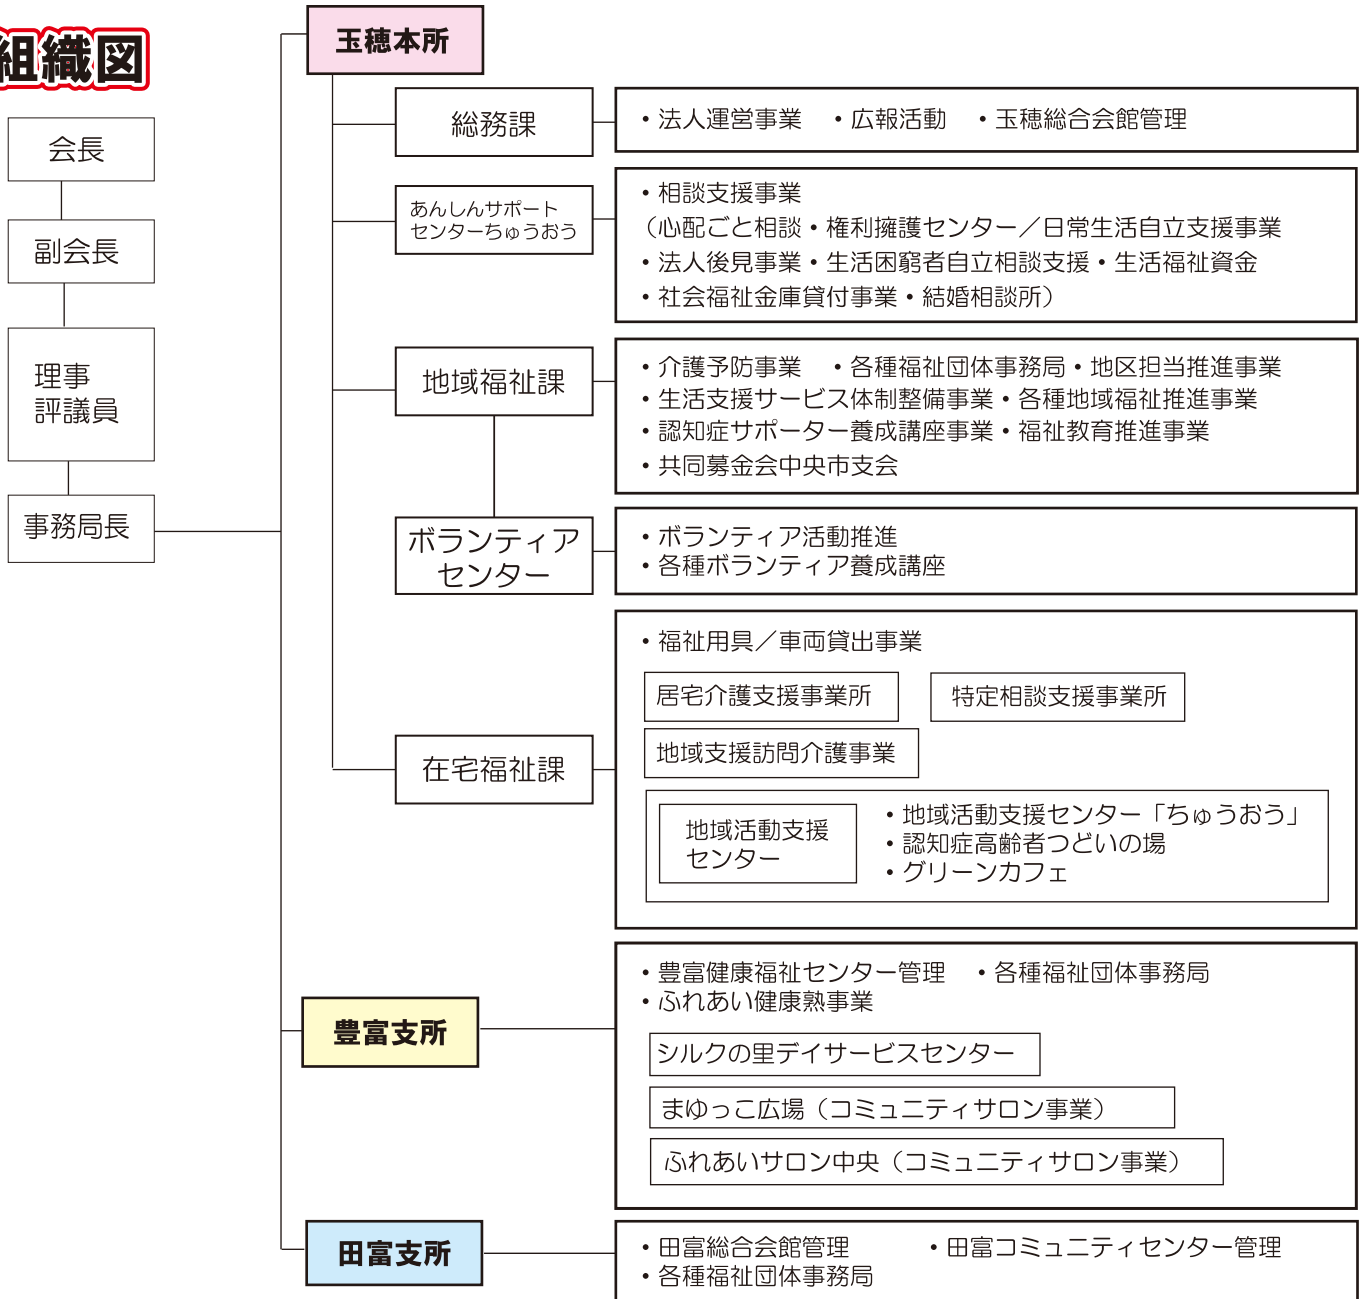 組織図
会長
副会長
理事
評議員
事務局長
玉穂本所
総務課
・法人運営事業　・広報活動　・玉穂総合会館管理
あんしんサポート
センターちゅうおう
・相談支援事業
（心配ごと相談・権利擁護センター／日常生活自立支援事業
・法人後見事業・生活困窮者自立相談支援・生活福祉資金
・社会福祉金庫貸付事業・結婚相談所）
地域福祉課
・介護予防事業　・各種福祉団体事務局・地区担当推進事業
・生活支援サービス体制整備事業・各種地域福祉推進事業
・認知症サポーター養成講座事業・福祉教育推進事業
・共同募金会中央市支会
ボランティア
センター
・ボランティア活動推進
・各種ボランティア養成講座
在宅福祉課
・福祉用具／車両貸出事業
居宅介護支援事業所
特定相談支援事業所
地域支援訪問介護事業
地域活動支援
センター
・地域活動支援センター「ちゅうおう」
・認知症高齢者つどいの場
・グリーンカフェ
豊富支所
・豊富健康福祉センター管理　・各種福祉団体事務局
・ふれあい健康熟事業
シルクの里デイサービスセンター
まゆっこ広場（コミュニティサロン事業）
ふれあいサロン中央（コミュニティサロン事業）
田富支所
・田富総合会館管理　　　・田富コミュニティセンター管理
・各種福祉団体事務局